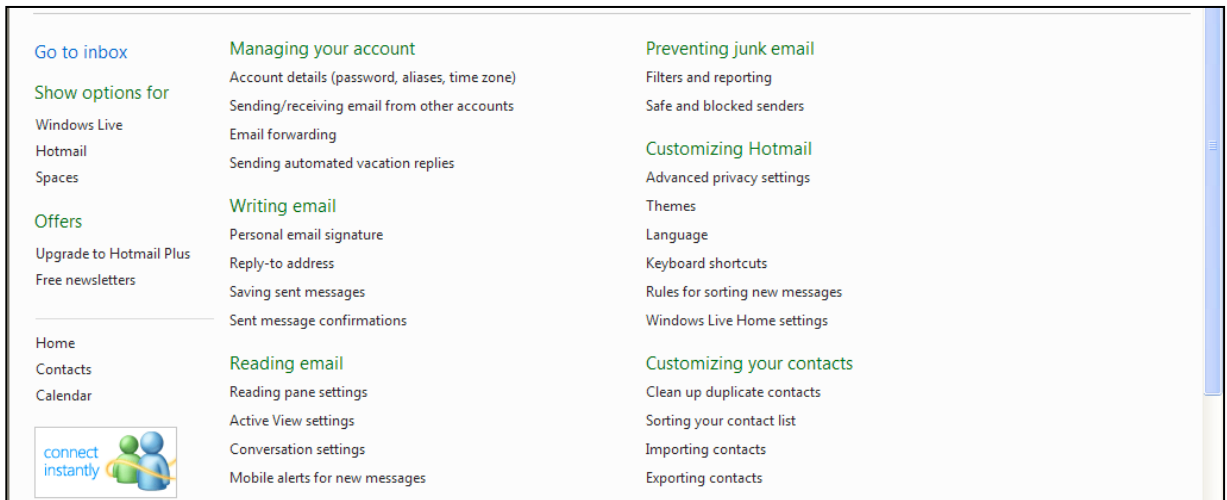 Go to inbox
Show options for
Windows Live
Hotmail
Spaces
Offers
Upgrade to Hotmail Plus
Free newsletters
Home
Contacts
Calendar
connect
instantly
Managing your account
Account details (password, aliases, time zone)
Sending/receiving email from other accounts
Email forwarding
Sending automated vacation replies
Writing email
Personal email signature
Reply-to address
Saving sent messages
Sent message confirmations
Reading email
Reading pane settings
Active View settings
Conversation settings
Mobile alerts for new messages
Preventing junk email
Filters and reporting
Safe and blocked senders
Customizing Hotmail
Advanced privacy settings
Themes
Language
Keyboard shortcuts
Rules for sorting new messages
Windows Live Home settings
Customizing your contacts
Clean up duplicate contacts
Sorting your contact list
Importing contacts
Exporting contacts